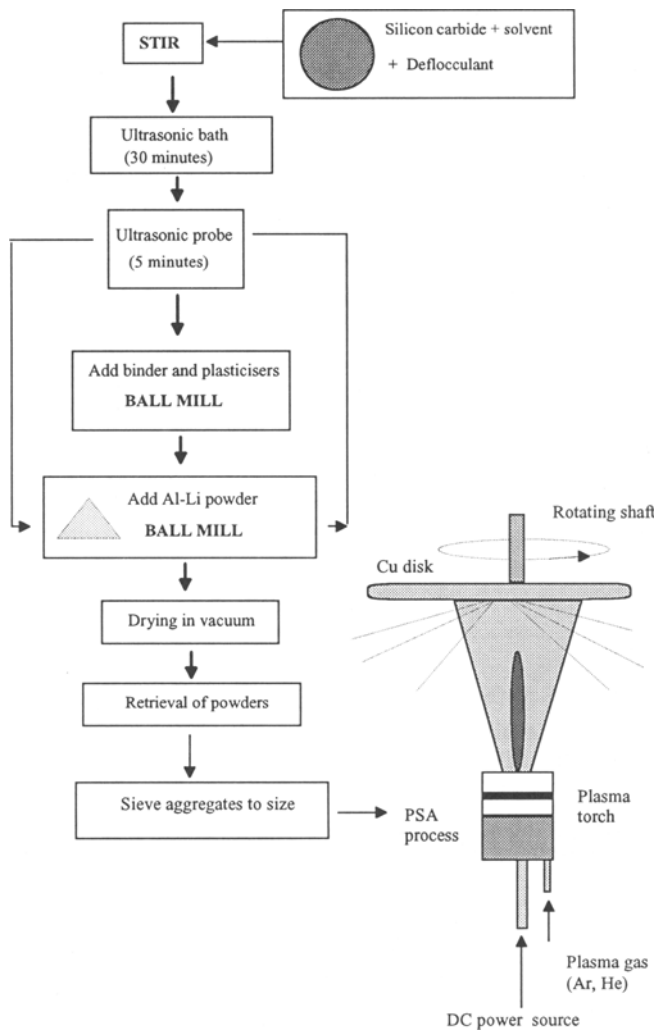 STIR
Silicon carbide + solvent
+ Deflocculant
Ultrasonic bath
(30 minutes)
Ultrasonic probe
(5 minutes)
Add binder and plasticisers
BALL MILL
Add Al-Li powder
BALL MILL
Drying in vacuum
Retrieval of powders
Sieve aggregates to size
Rotating shaft
Cu disk
PSA
process
Plasma
torch
Plasma gas
(Ar, He)
DC power source